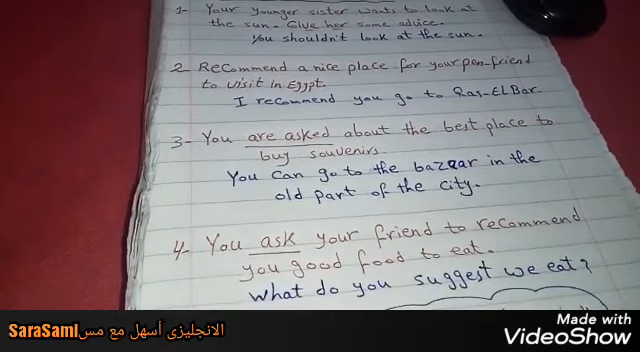 1- Your younger sister wants to look at
the sun. Give her some advice.
You shouldn't look at the sun.
2 Recommend a nice place for your pen-friend
to visit in Egypt.
I recommend you go to Ras-ELBar.
3- You are asked about the best place to
buy souvenirs.
You can go to the bazaar in the
old part of the city.
4- You ask your friend to recommend
you good food to eat.
What do you suggest we eat?
الانجليزى أسهل مع مس SaraSaml
Made with
VideoShow